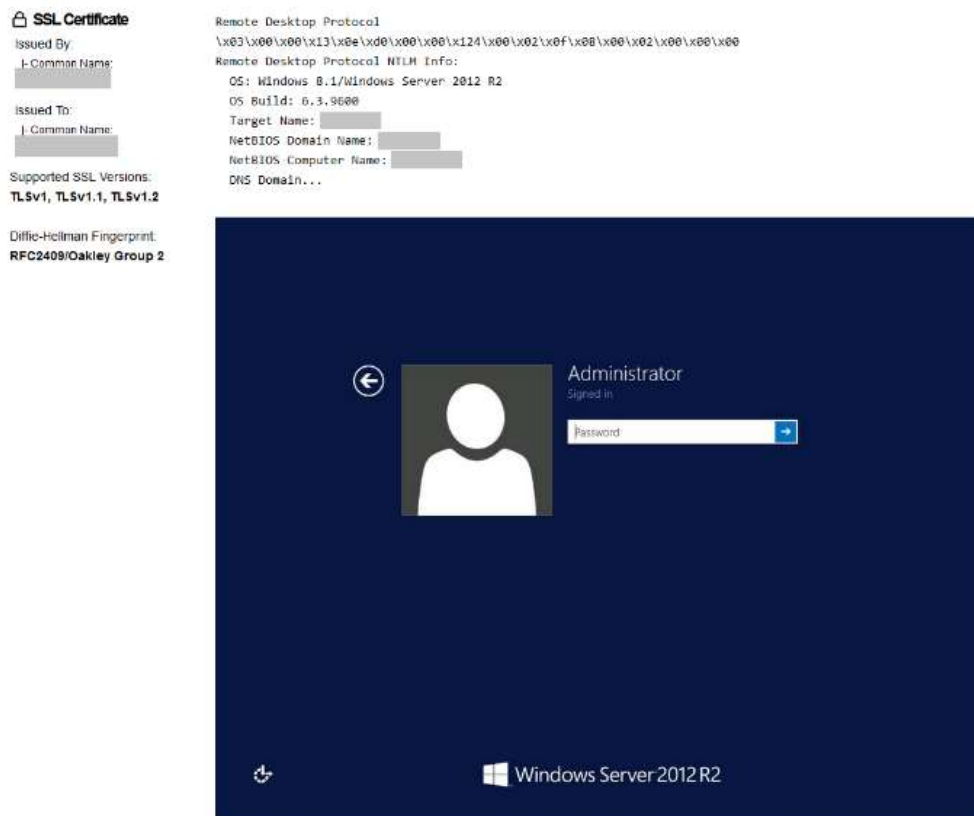 SSL Certificate
Issued By:
|- Common Name:
Issued To:
|- Common Name:
Supported SSL Versions:
TLSv1, TLSv1.1, TLSv1.2
Diffie-Hellman Fingerprint:
RFC2409/Oakley Group 2
Remote Desktop Protocol
\x03\x00\x00\x13\x0e\xd0\x00\x00\x124\x00\x02\x0f\x08\x00\x02\x00\x00\x00
Remote Desktop Protocol NTLM Info:
OS: Windows 8.1/Windows Server 2012 R2
OS Build: 6.3.9600
Target Name:
NetBIOS Domain Name:
NetBIOS Computer Name:
DNS Domain...
Administrator
Signed in
Password
Windows Server 2012 R2